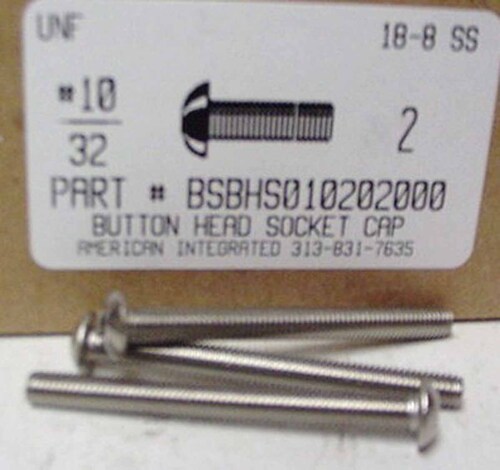 UNF 18-8 SS
#10
32 2
PART # BSBHS010202000
BUTTON HEAD SOCKET CAP
AMERICAN INTEGRATED 313-831-7635